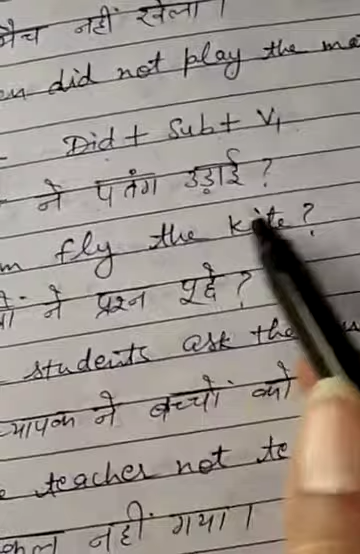 मैच नहीं खेला।
did not play the
Did + Sub + V₁
ने पतंग उड़ाई ?
fly the kite ?
ने प्रश्न पूछे ?
students ask the
ने बच्चों को
teacher not te
नहीं गया।